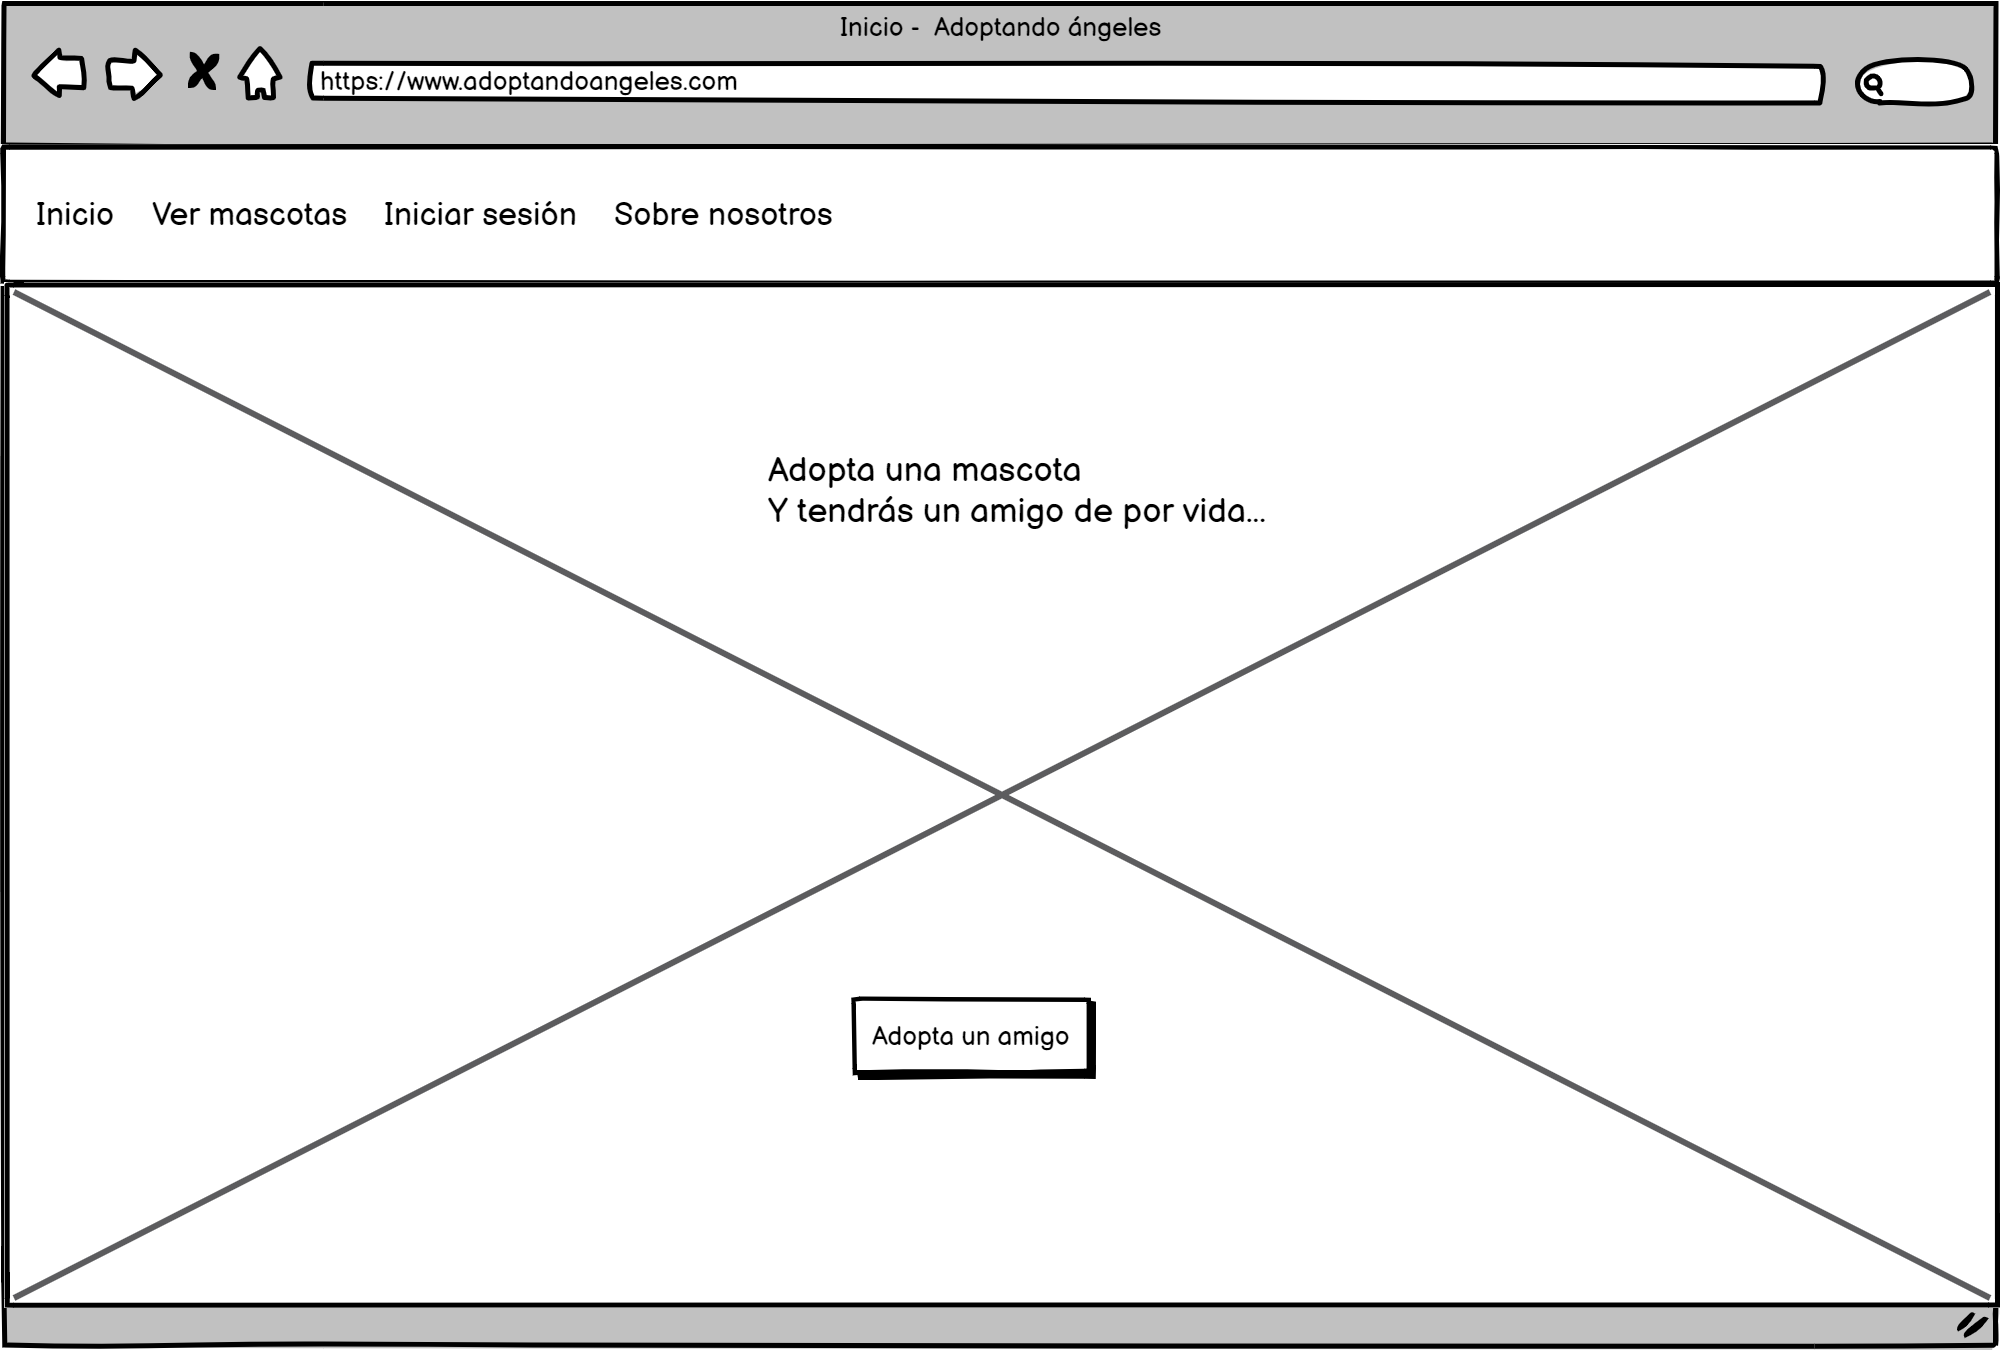 Inicio - Adoptando ángeles
https://www.adoptandoangeles.com
Inicio Ver mascotas Iniciar sesión Sobre nosotros
Adopta una mascota
Y tendrás un amigo de por vida...
Adopta un amigo